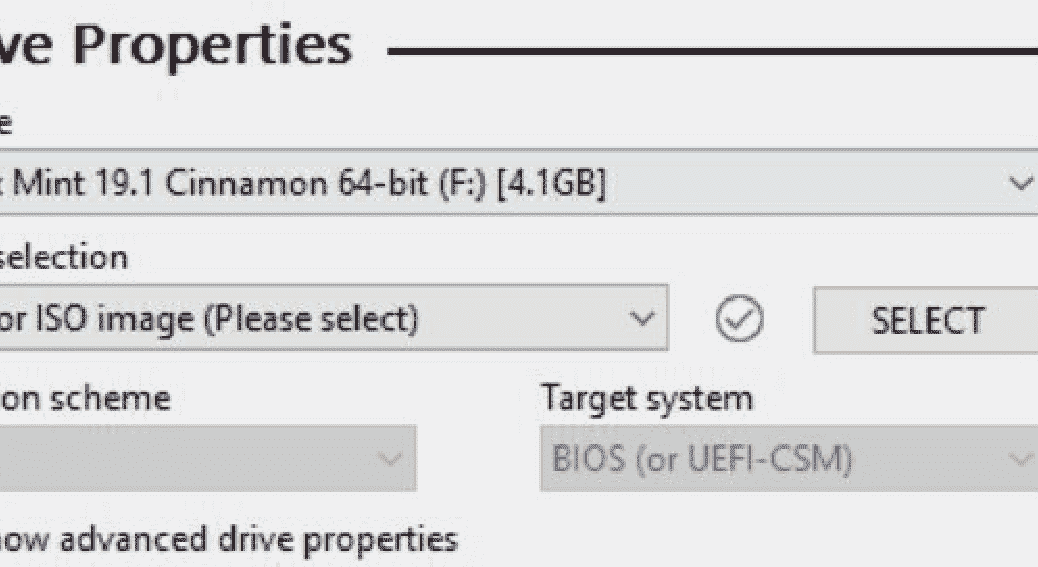 ve Properties
e
x Mint 19.1 Cinnamon 64-bit (F:) [4.1GB]
selection
or ISO image (Please select)
SELECT
on scheme
Target system
BIOS (or UEFI-CSM)
how advanced drive properties